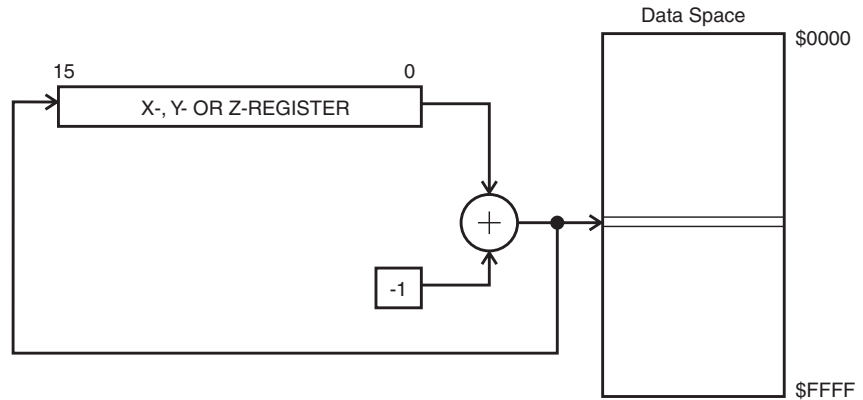 Data Space
$0000
15 0
X-, Y- OR Z-REGISTER
+
-1
$FFFF